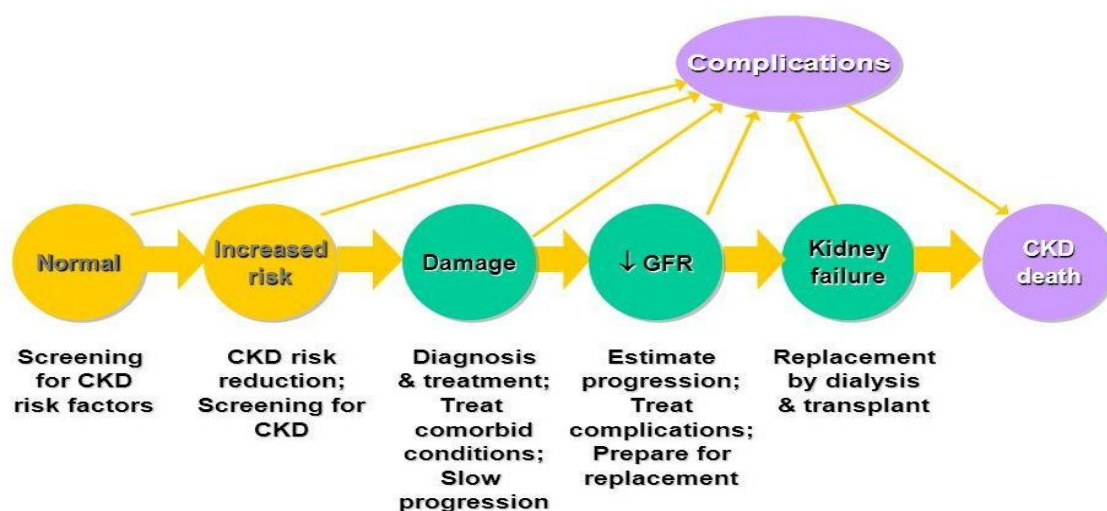 Complications
Normal
Increased
risk
Damage
↓ GFR
Kidney
failure
CKD
death
Screening
for CKD
risk factors
CKD risk
reduction;
Screening for
CKD
Diagnosis
& treatment;
Treat
comorbid
conditions;
Slow
progression
Estimate
progression;
Treat
complications;
Prepare for
replacement
Replacement
by dialysis
& transplant